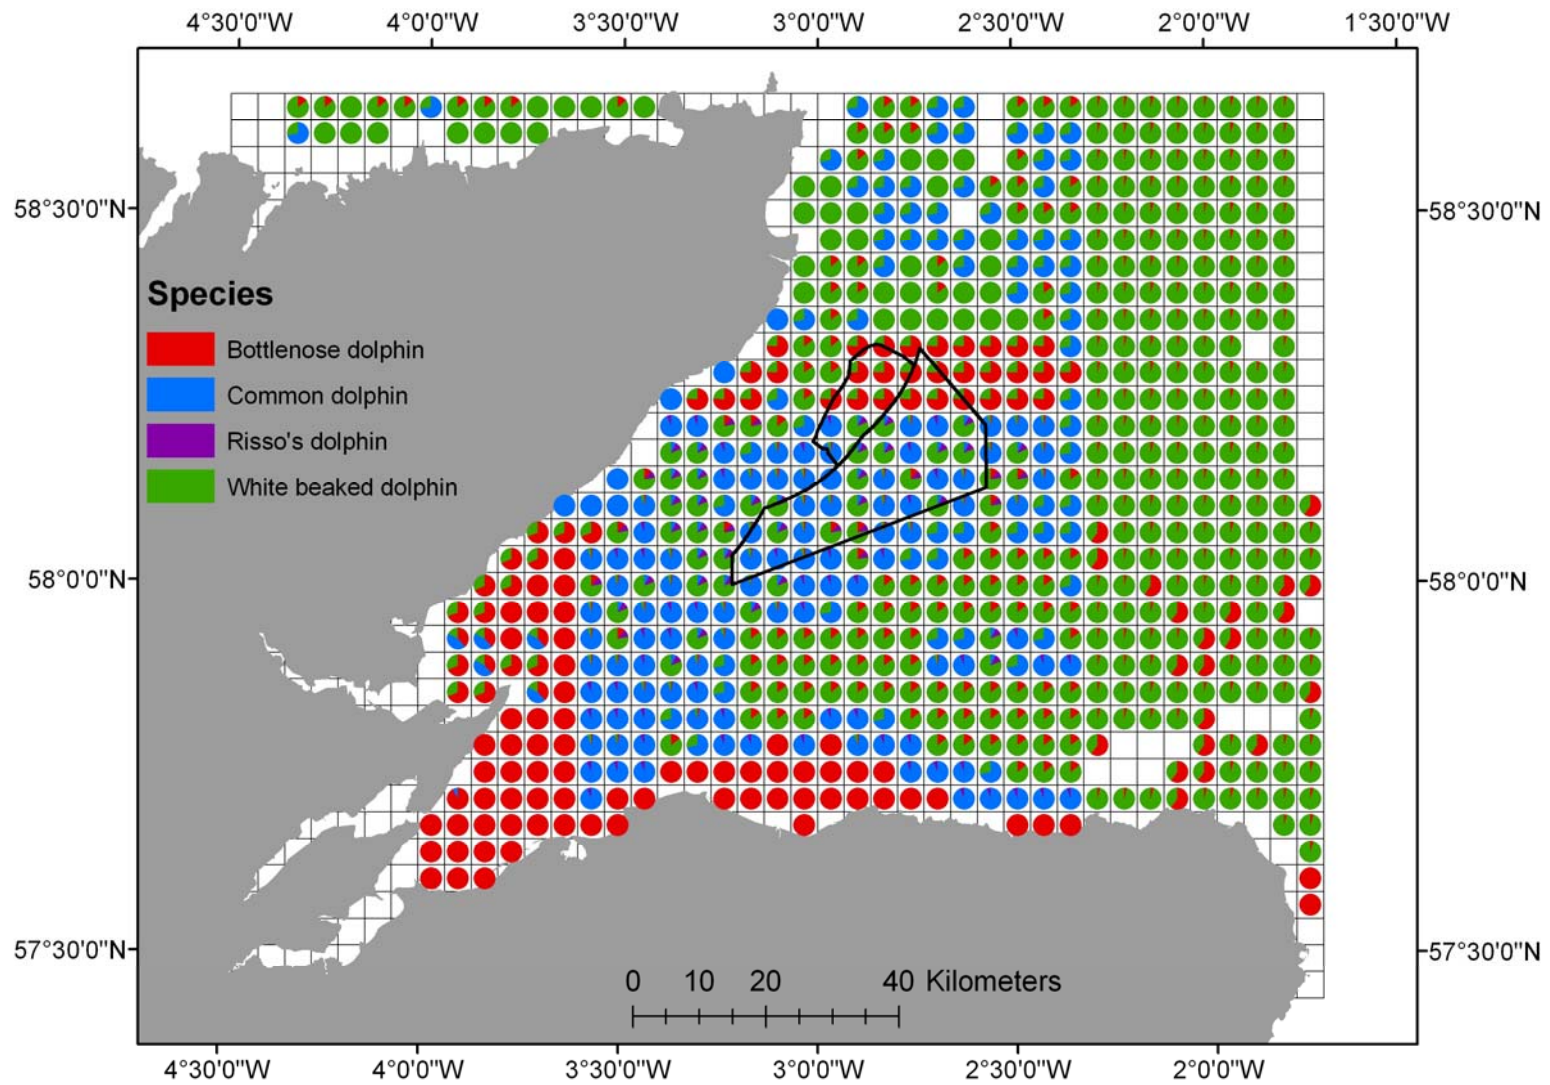 4°30'0"W 4°0'0"W 3°30'0"W 3°0'0"W 2°30'0"W 2°0'0"W 1°30'0"W
58°30'0"N 58°30'0"N
Species
Bottlenose dolphin
Common dolphin
Risso's dolphin
White beaked dolphin
58°0'0"N 58°0'0"N
57°30'0"N 57°30'0"N
0 10 20 40 Kilometers
4°30'0"W 4°0'0"W 3°30'0"W 3°0'0"W 2°30'0"W 2°0'0"W